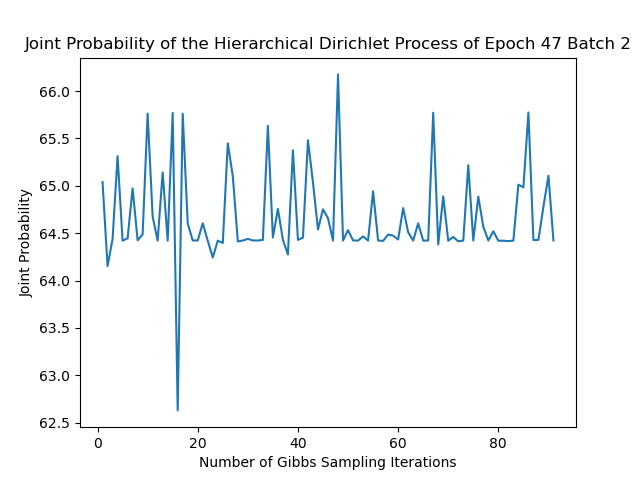 Joint Probability of the Hierarchical Dirichlet Process of Epoch 47 Batch 2
66.0
65.5
65.0
64.5
64.0
63.5
63.0
62.5
Joint Probability
0 20 40 60 80
Number of Gibbs Sampling Iterations